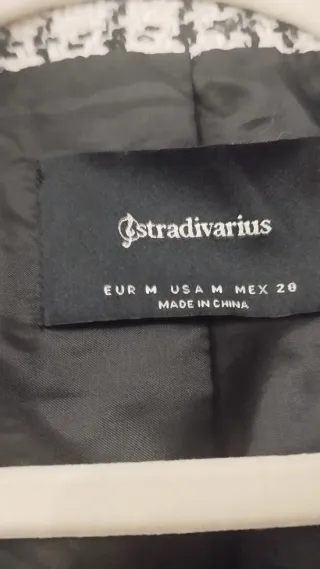 stradivarius
EUR M USA M MEX 28
MADE IN CHINA